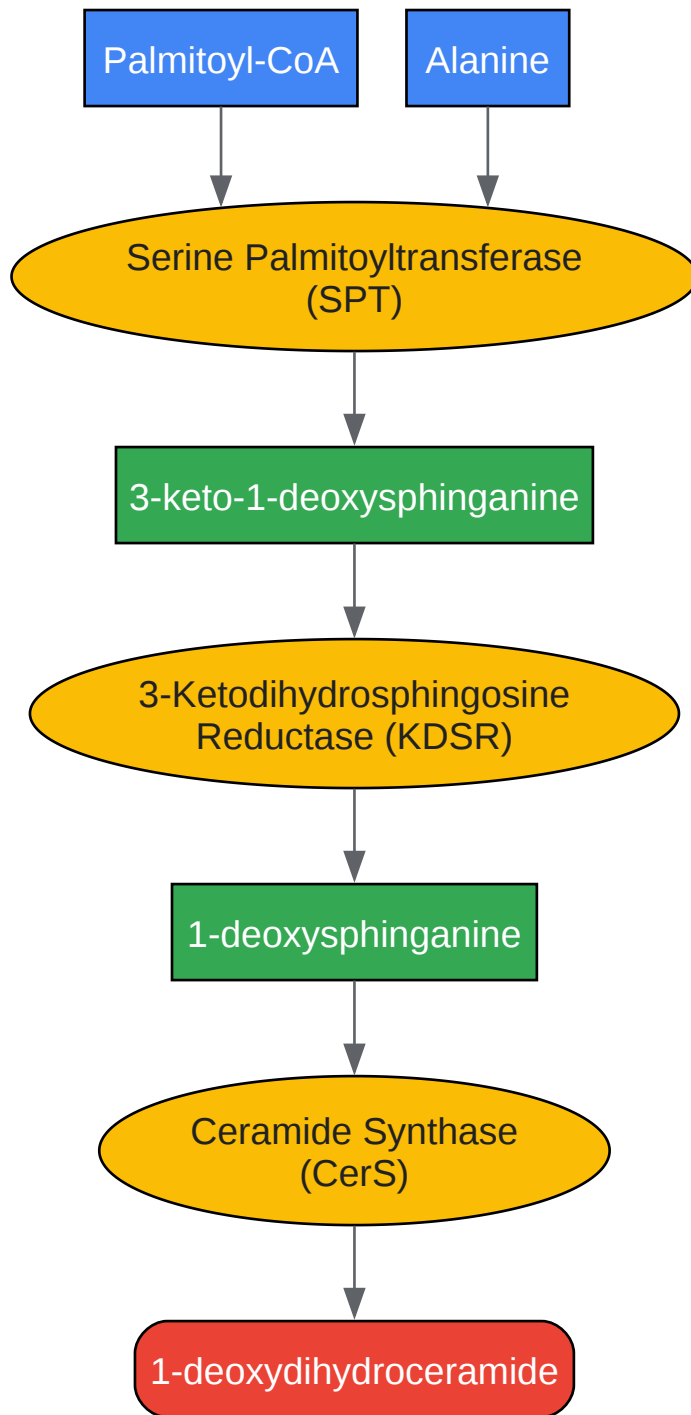 Palmitoyl-CoA
Alanine
Serine Palmitoyltransferase
(SPT)
3-keto-1-deoxysphinganine
3-Ketodihydrosphingosine
Reductase (KDSR)
1-deoxysphinganine
Ceramide Synthase
(CerS)
1-deoxydihydroceramide